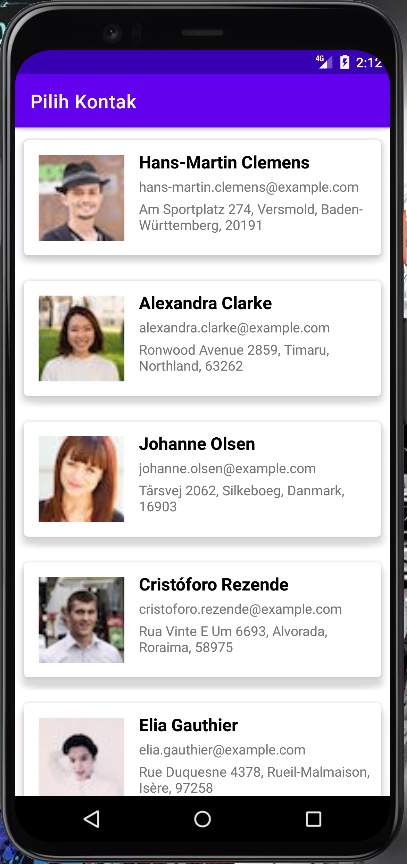 4G 2:12
Pilih Kontak
Hans-Martin Clemens
hans-martin.clemens@example.com
Am Sportplatz 274, Versmold, Baden-
Württemberg, 20191
Alexandra Clarke
alexandra.clarke@example.com
Ronwood Avenue 2859, Timaru,
Northland, 63262
Johanne Olsen
johanne.olsen@example.com
Tårsvej 2062, Silkeboeg, Danmark,
16903
Cristóforo Rezende
cristoforo.rezende@example.com
Rua Vinte E Um 6693, Alvorada,
Roraima, 58975
Elia Gauthier
elia.gauthier@example.com
Rue Duquesne 4378, Rueil-Malmaison,
Isère, 97258